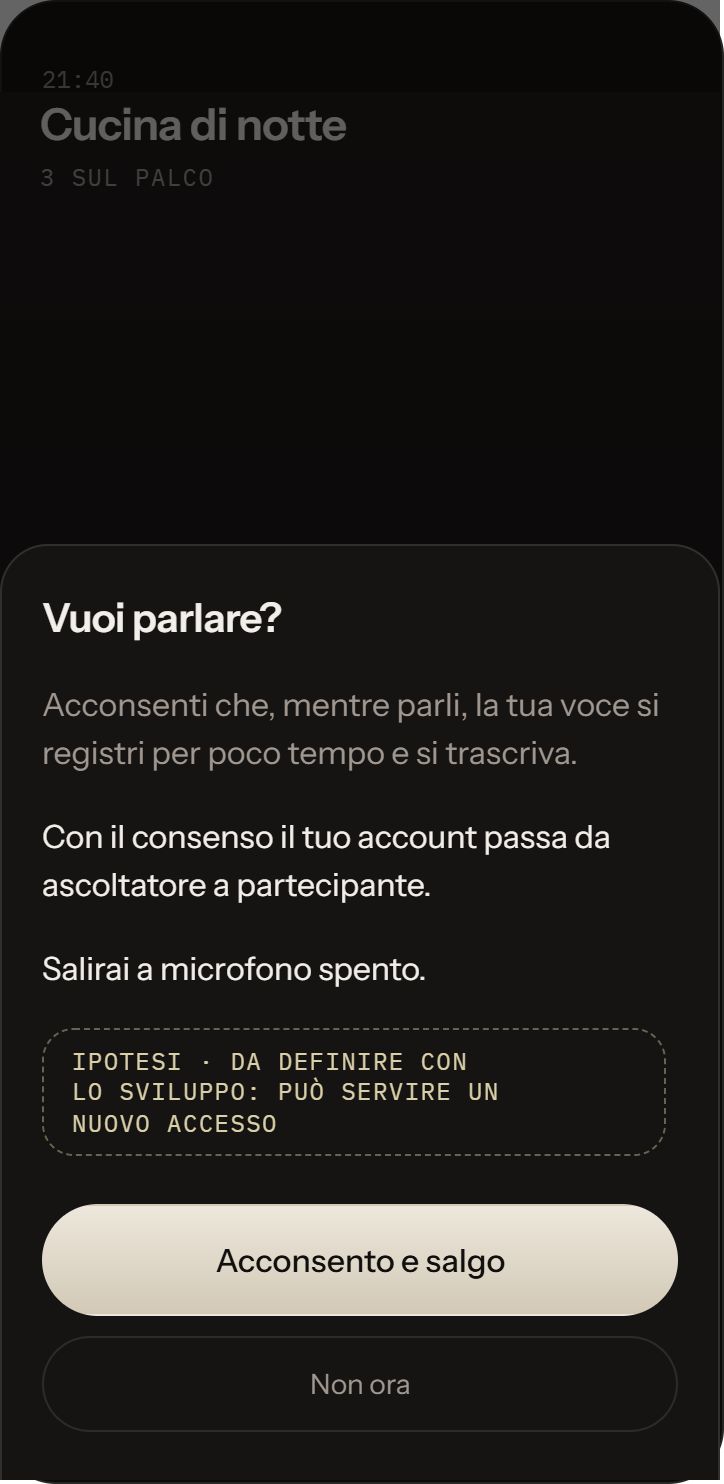 21:40
Cucina di notte
3 SUL PALCO
Vuoi parlare?
Acconsenti che, mentre parli, la tua voce si
registri per poco tempo e si trascriva.
Con il consenso il tuo account passa da
ascoltatore a partecipante.
Salirai a microfono spento.
IPOTESI · DA DEFINIRE CON
LO SVILUPPO: PUÒ SERVIRE UN
NUOVO ACCESSO
Acconsento e salgo
Non ora